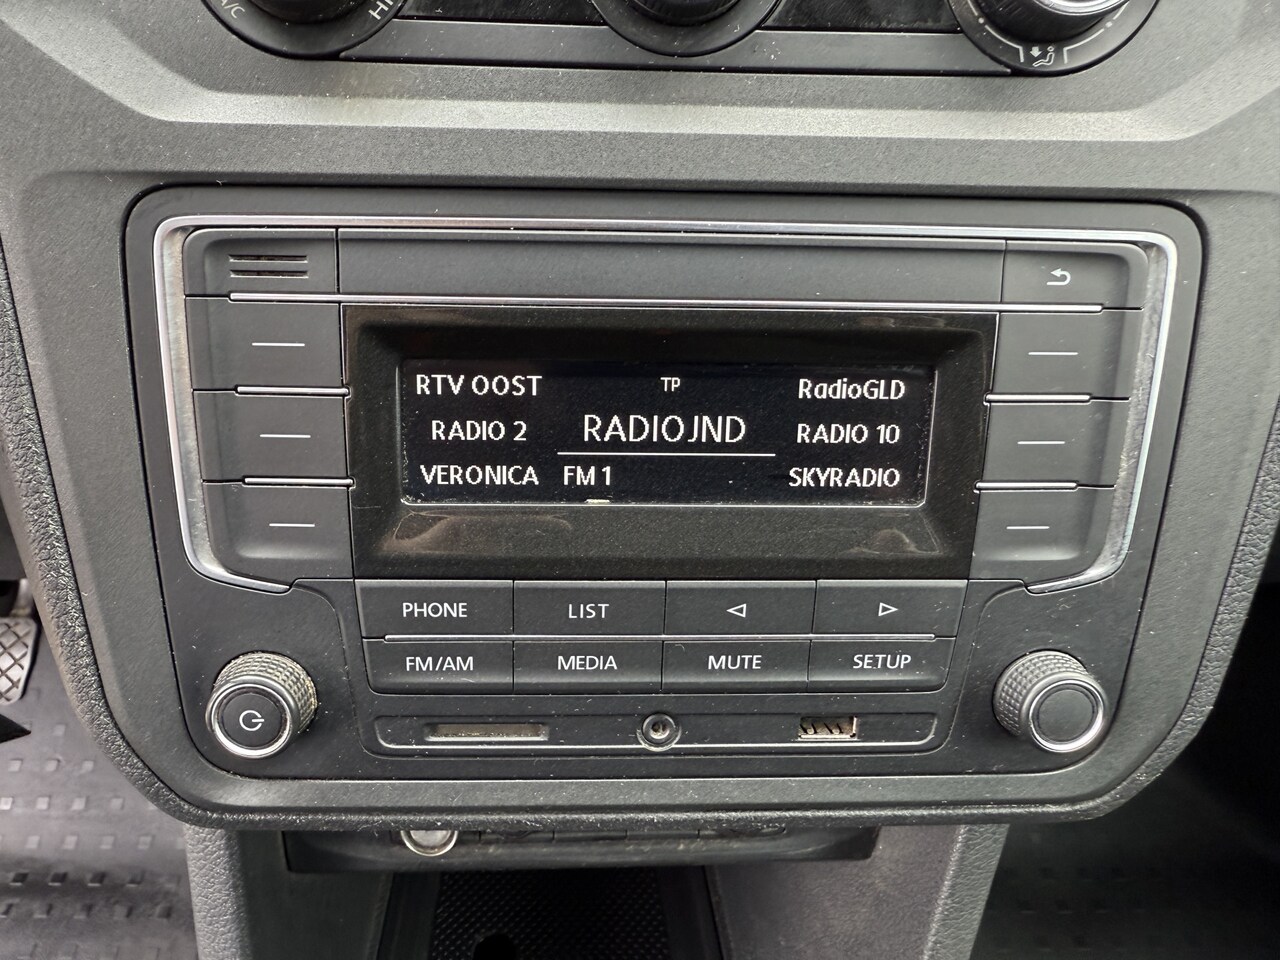 A/C
RTV OOST TP RadioGLD
RADIO 2 RADIOJND RADIO 10
VERONICA FM 1 SKYRADIO
PHONE LIST
FM/AM MEDIA MUTE SETUP